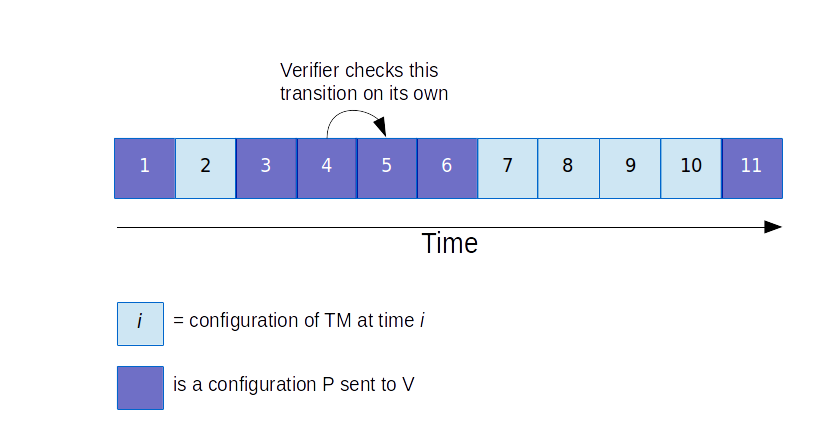 Verifier checks this
transition on its own
1 2 3 4 5 6 7 8 9 10 11
Time
i = configuration of TM at time i
is a configuration P sent to V